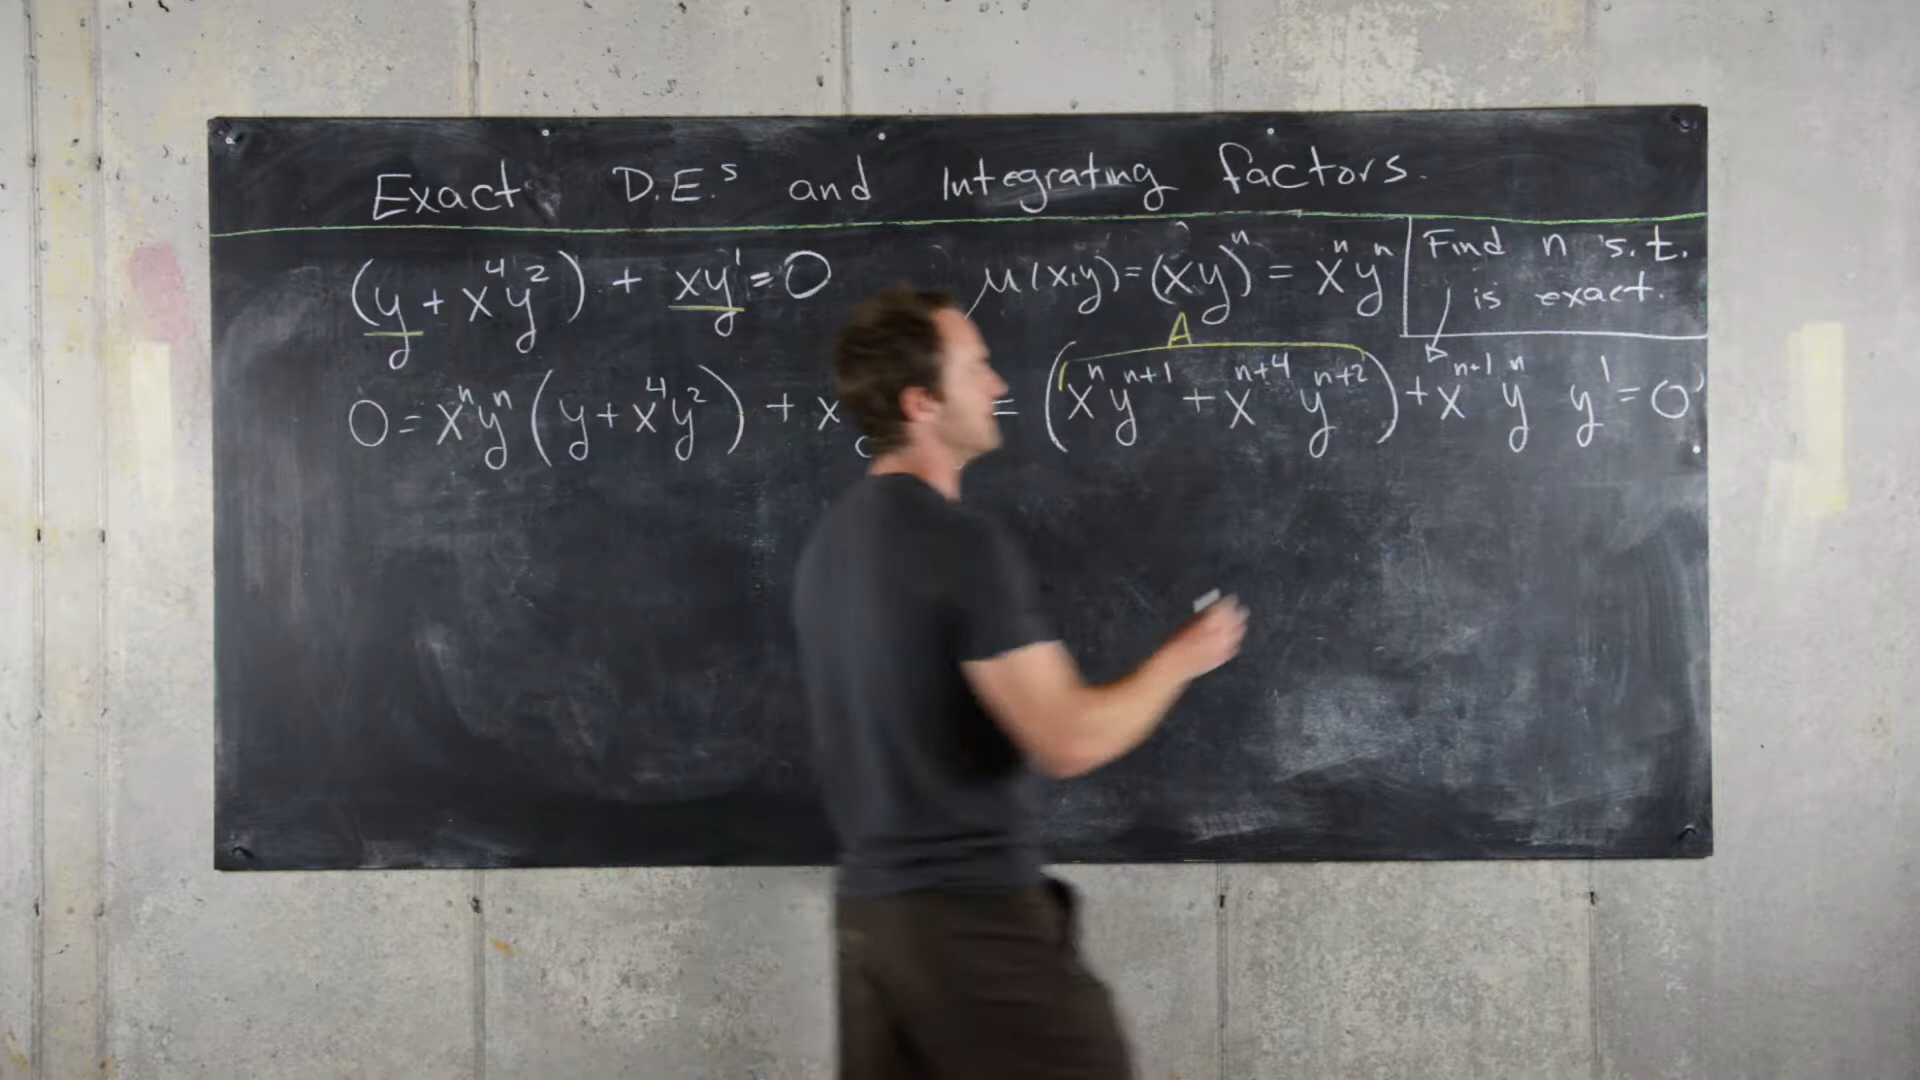 Exact D.E.s and Integrating factors.
(y + x⁴y²) + xy' = 0 μ(x,y) = (xy)ⁿ = xⁿyⁿ Find n s.t.
is exact.
A
0 = xⁿyⁿ(y + x⁴y²) + x = (xⁿyⁿ⁺¹ + xⁿ⁺⁴yⁿ⁺²) + xⁿ⁺¹yⁿ y' = 0